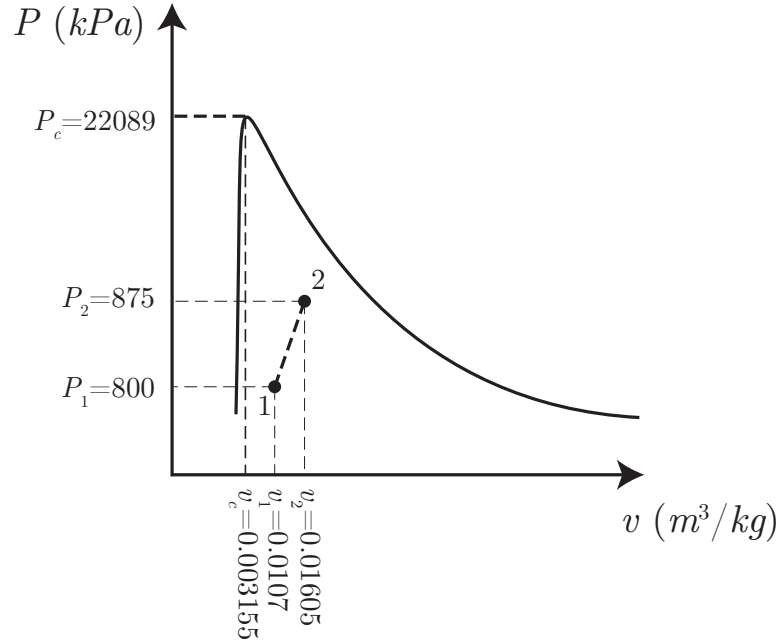 P (kPa)
P_c=22089
P_2=875
P_1=800
2
1
v_c=0.003155
v_1=0.0107
v_2=0.01605
v (m³/kg)